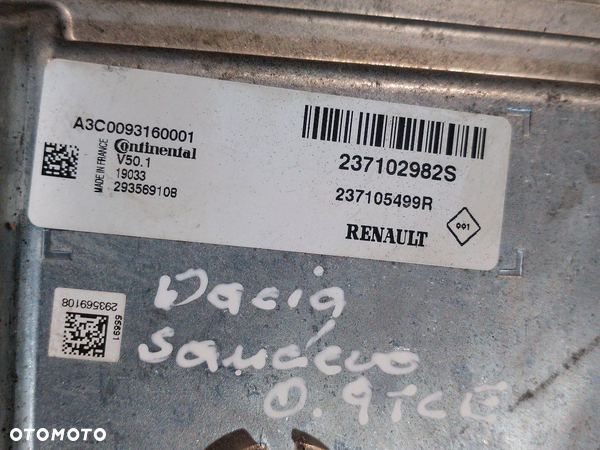 A3C0093160001
MADE IN FRANCE
Continental
V50.1
19033
293569108
237102982S
237105499R
RENAULT
001
55691
293569108
Dacia
Sandero
0.9TCE
OTOMOTO